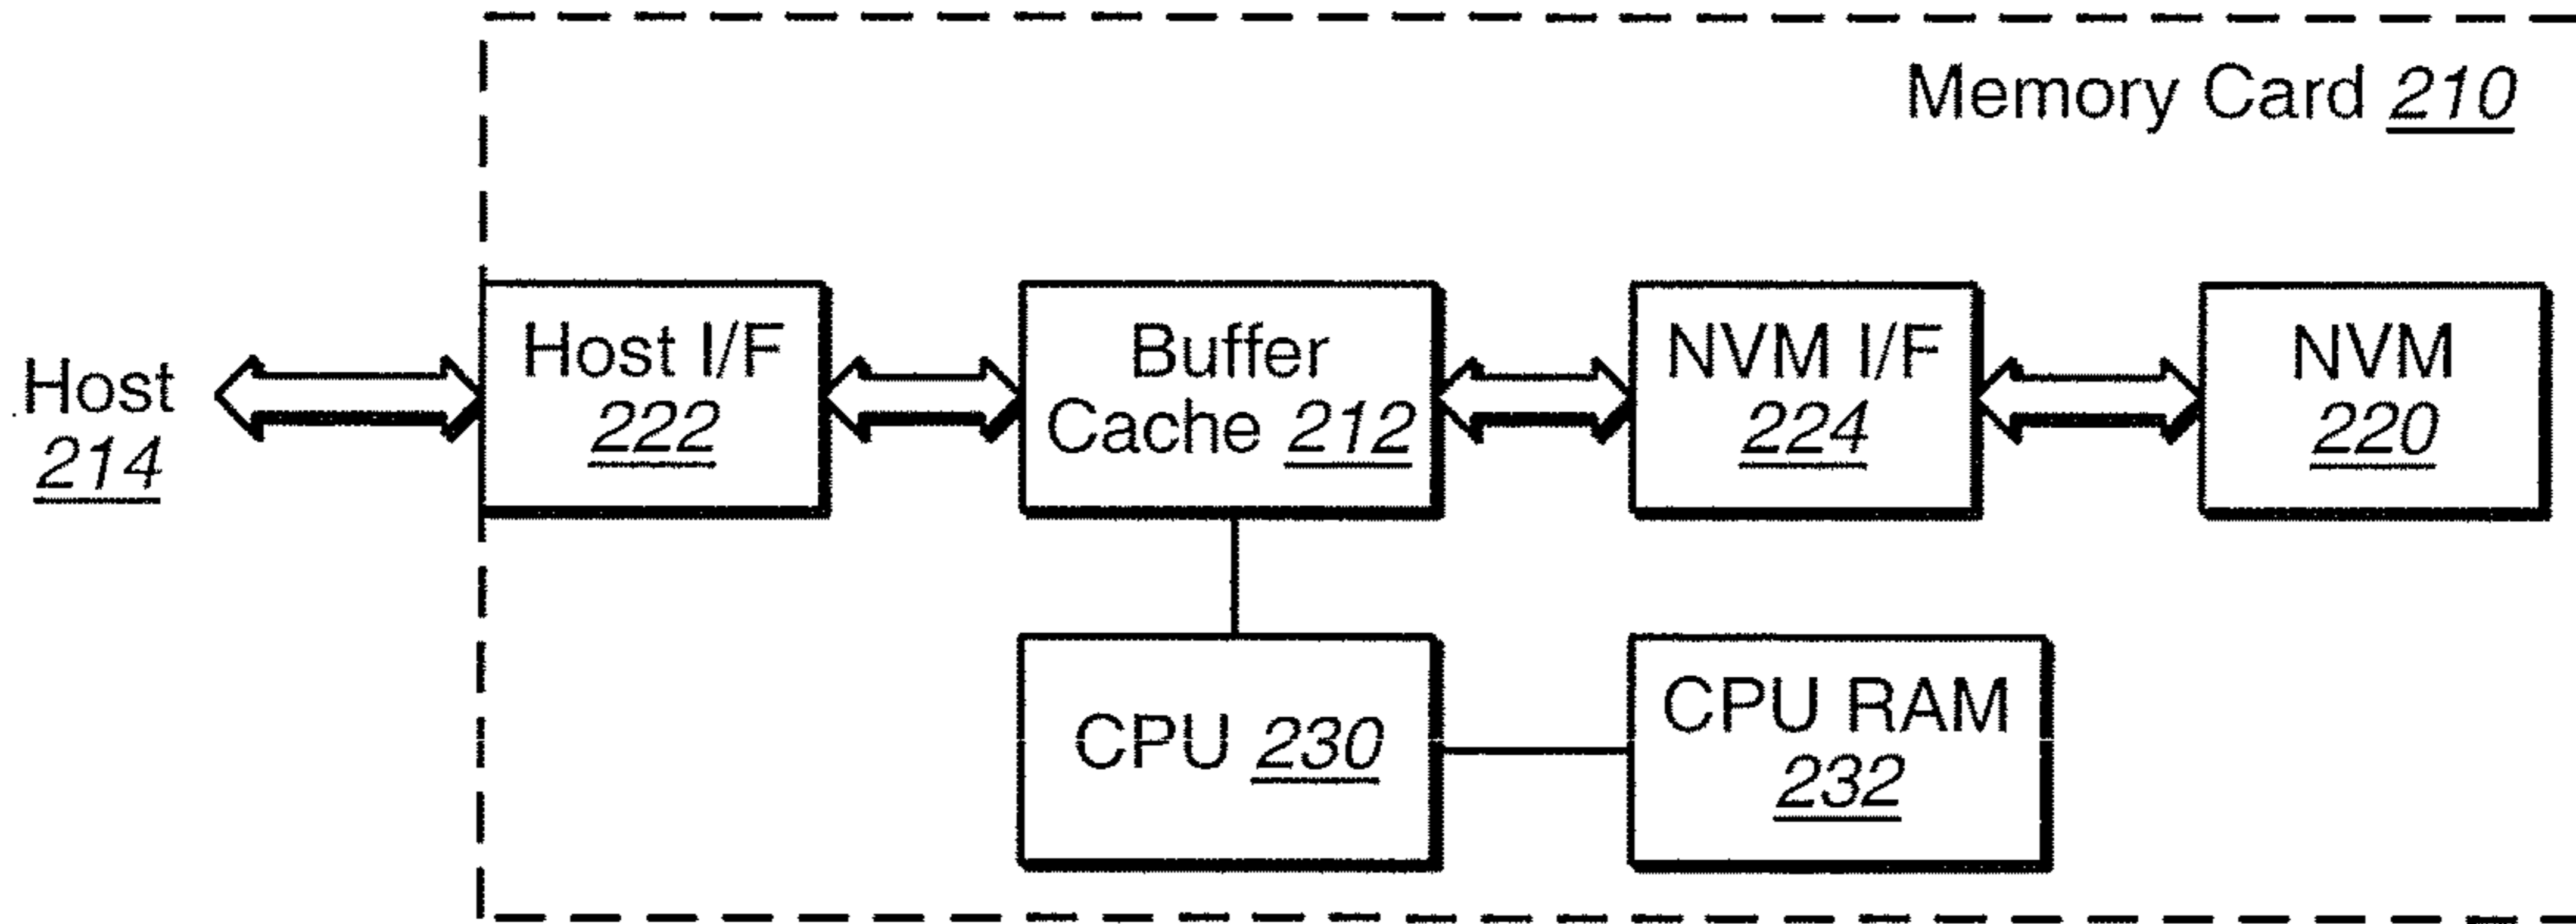 Memory Card 210
Host
214
Host I/F
222
Buffer
Cache 212
NVM I/F
224
NVM
220
CPU 230
CPU RAM
232